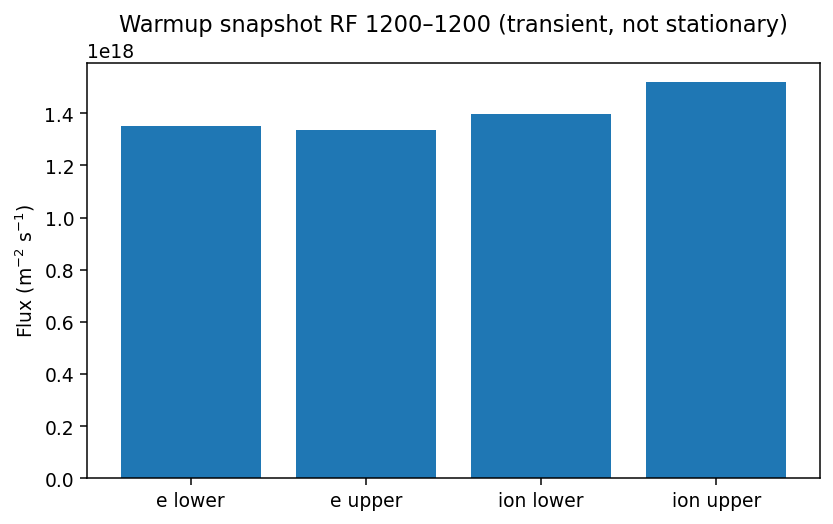 Warmup snapshot RF 1200–1200 (transient, not stationary)
1e18
1.4
1.2
1.0
0.8
0.6
0.4
0.2
0.0
Flux (m⁻² s⁻¹)
e lower
e upper
ion lower
ion upper